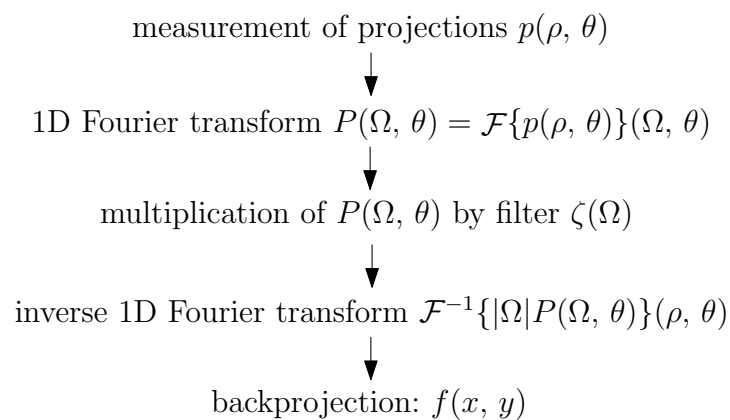 measurement of projections p(ρ, θ)
1D Fourier transform P(Ω, θ) = ℱ{p(ρ, θ)}(Ω, θ)
multiplication of P(Ω, θ) by filter ζ(Ω)
inverse 1D Fourier transform ℱ⁻¹{|Ω|P(Ω, θ)}(ρ, θ)
backprojection: f(x, y)